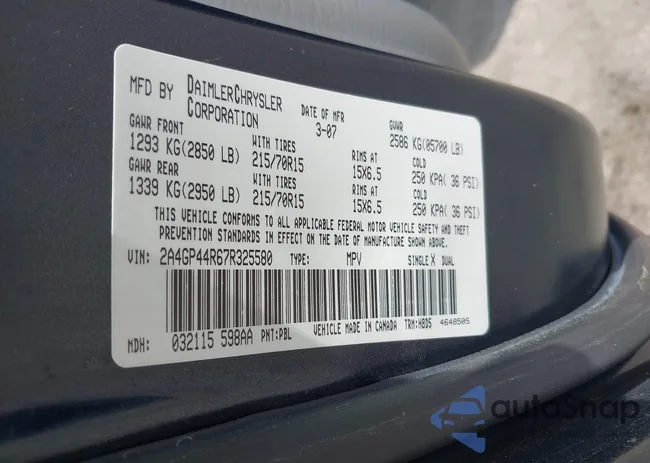 MFD BY DAIMLERCHRYSLER CORPORATION DATE OF MFR 3-07 GVWR 2586 KG(05700 LB)
GAWR FRONT WITH TIRES RIMS AT COLD
1293 KG(2850 LB) 215/70R15 15X6.5 250 KPA( 36 PSI)
GAWR REAR WITH TIRES RIMS AT COLD
1339 KG(2950 LB) 215/70R15 15X6.5 250 KPA( 36 PSI)
THIS VEHICLE CONFORMS TO ALL APPLICABLE FEDERAL MOTOR VEHICLE SAFETY AND THEFT
PREVENTION STANDARDS IN EFFECT ON THE DATE OF MANUFACTURE SHOWN ABOVE.
VIN: 2A4GP44R67R325580 TYPE: MPV SINGLE X DUAL
MDH: 032115 598AA PNT:PBL VEHICLE MADE IN CANADA TRM:H8D5 4648505
autoSnap